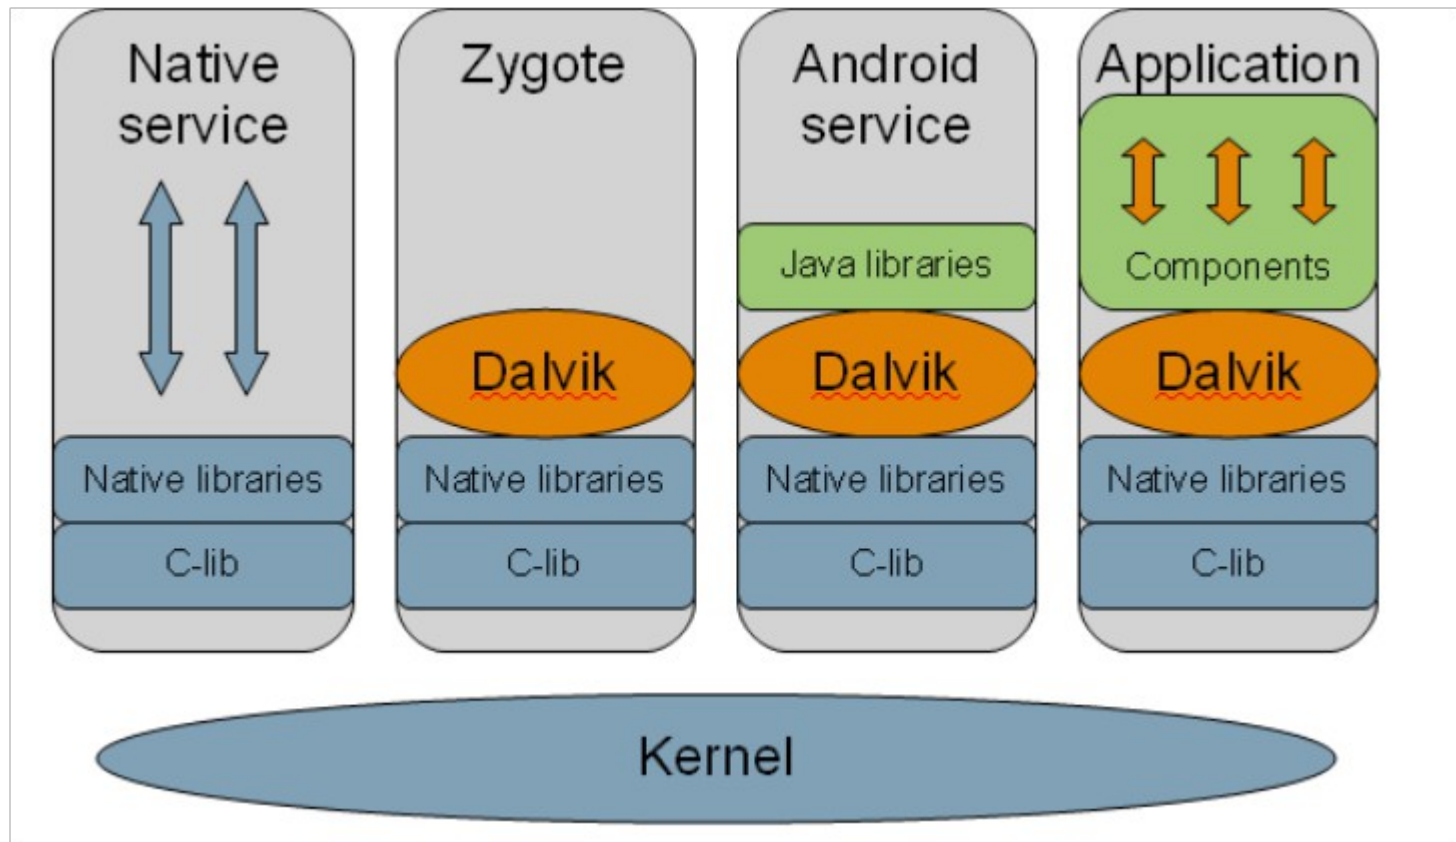 Native
service
Native libraries
C-lib
Zygote
Dalvik
Native libraries
C-lib
Android
service
Java libraries
Dalvik
Native libraries
C-lib
Application
Components
Dalvik
Native libraries
C-lib
Kernel